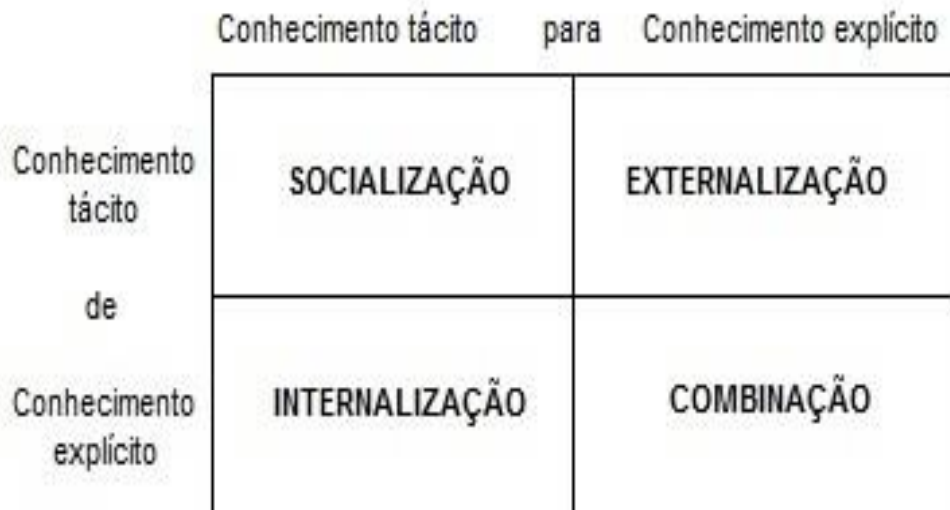 Conhecimento tácito para Conhecimento explícito
Conhecimento
tácito
SOCIALIZAÇÃO EXTERNALIZAÇÃO
de
Conhecimento
explícito
INTERNALIZAÇÃO COMBINAÇÃO